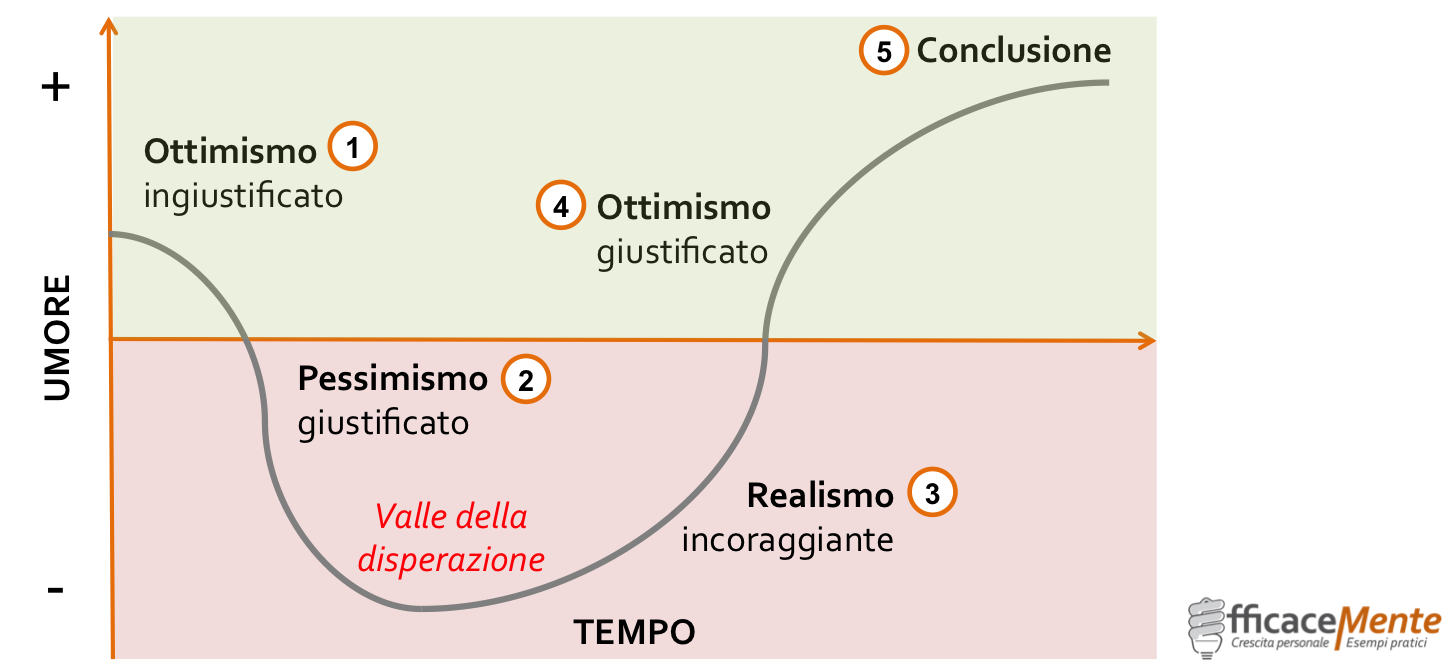 5 Conclusione
+
Ottimismo 1
ingiustificato
4 Ottimismo
giustificato
UMORE
Pessimismo 2
giustificato
Realismo 3
incoraggiante
Valle della
disperazione
-
TEMPO
EfficaceMente
Crescita personale | Esempi pratici